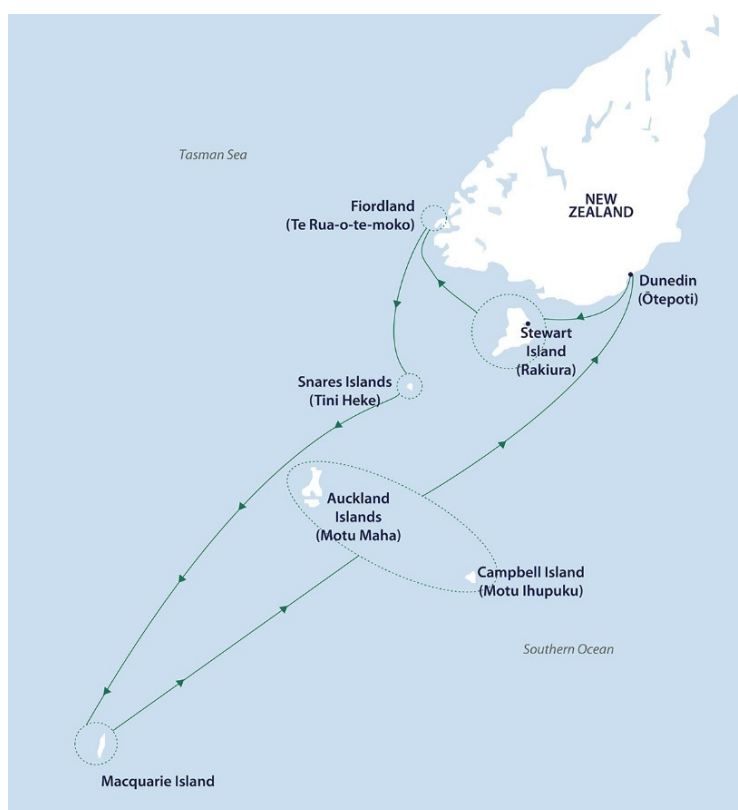 Tasman Sea
Fiordland
(Te Rua-o-te-moko)
NEW
ZEALAND
Dunedin
(Ōtepoti)
Stewart
Island
(Rakiura)
Snares Islands
(Tini Heke)
Auckland
Islands
(Motu Maha)
Campbell Island
(Motu Ihupuku)
Southern Ocean
Macquarie Island